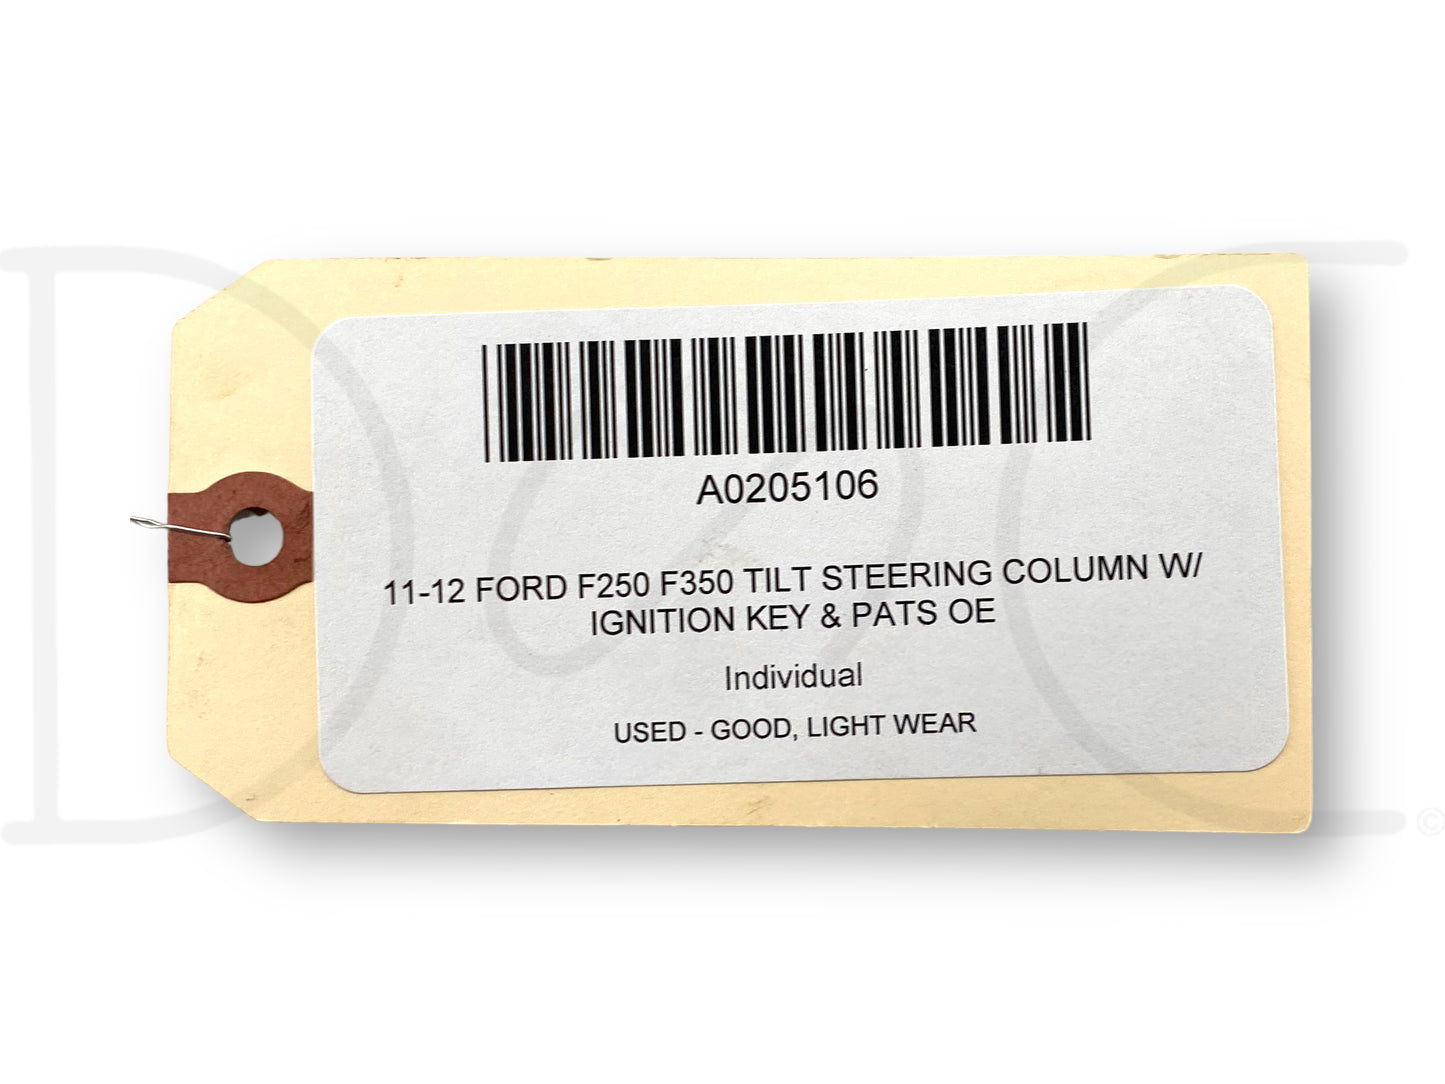 A0205106
11-12 FORD F250 F350 TILT STEERING COLUMN W/
IGNITION KEY & PATS OE
Individual
USED - GOOD, LIGHT WEAR
©